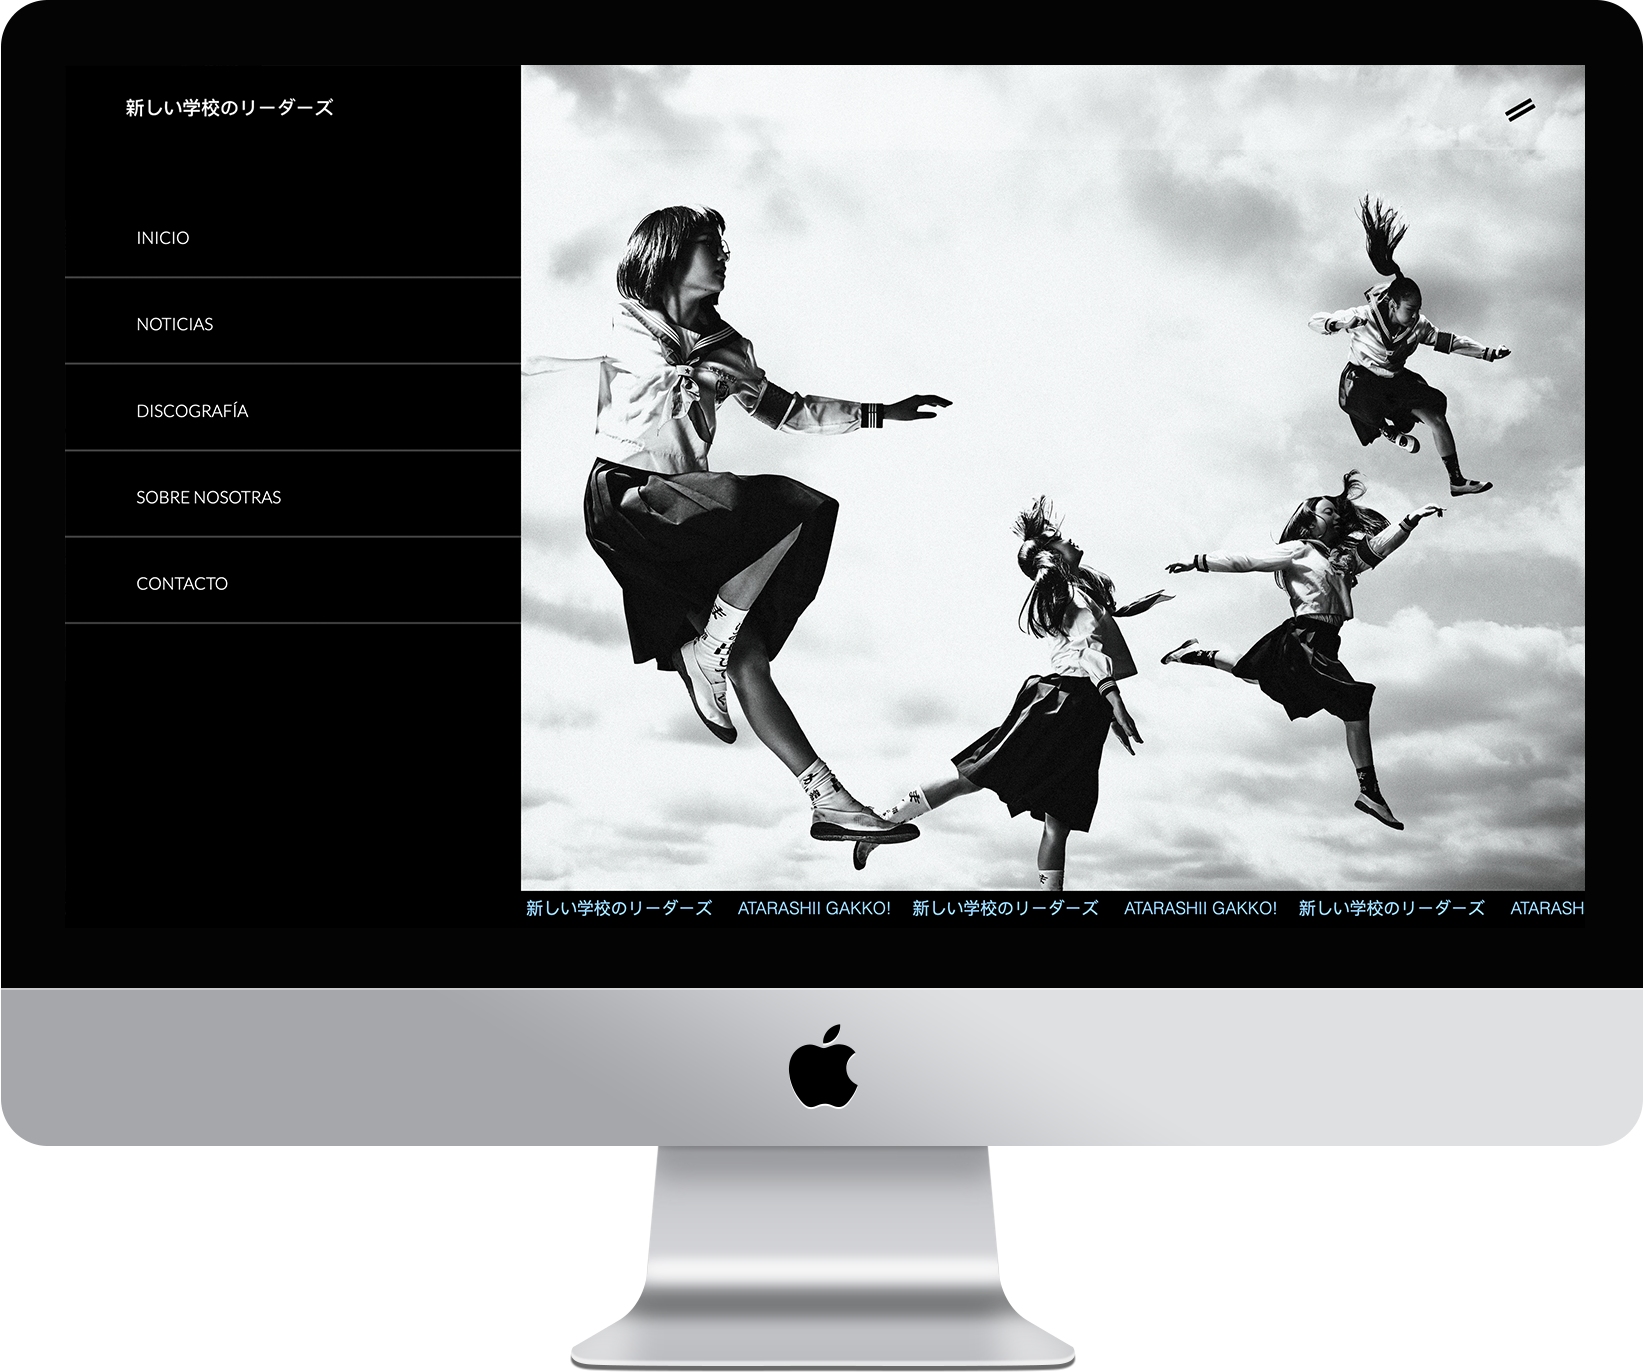 新しい学校のリーダーズ
INICIO
NOTICIAS
DISCOGRAFÍA
SOBRE NOSOTRAS
CONTACTO
新しい学校のリーダーズ ATARASHII GAKKO! 新しい学校のリーダーズ ATARASHII GAKKO! 新しい学校のリーダーズ ATARASH